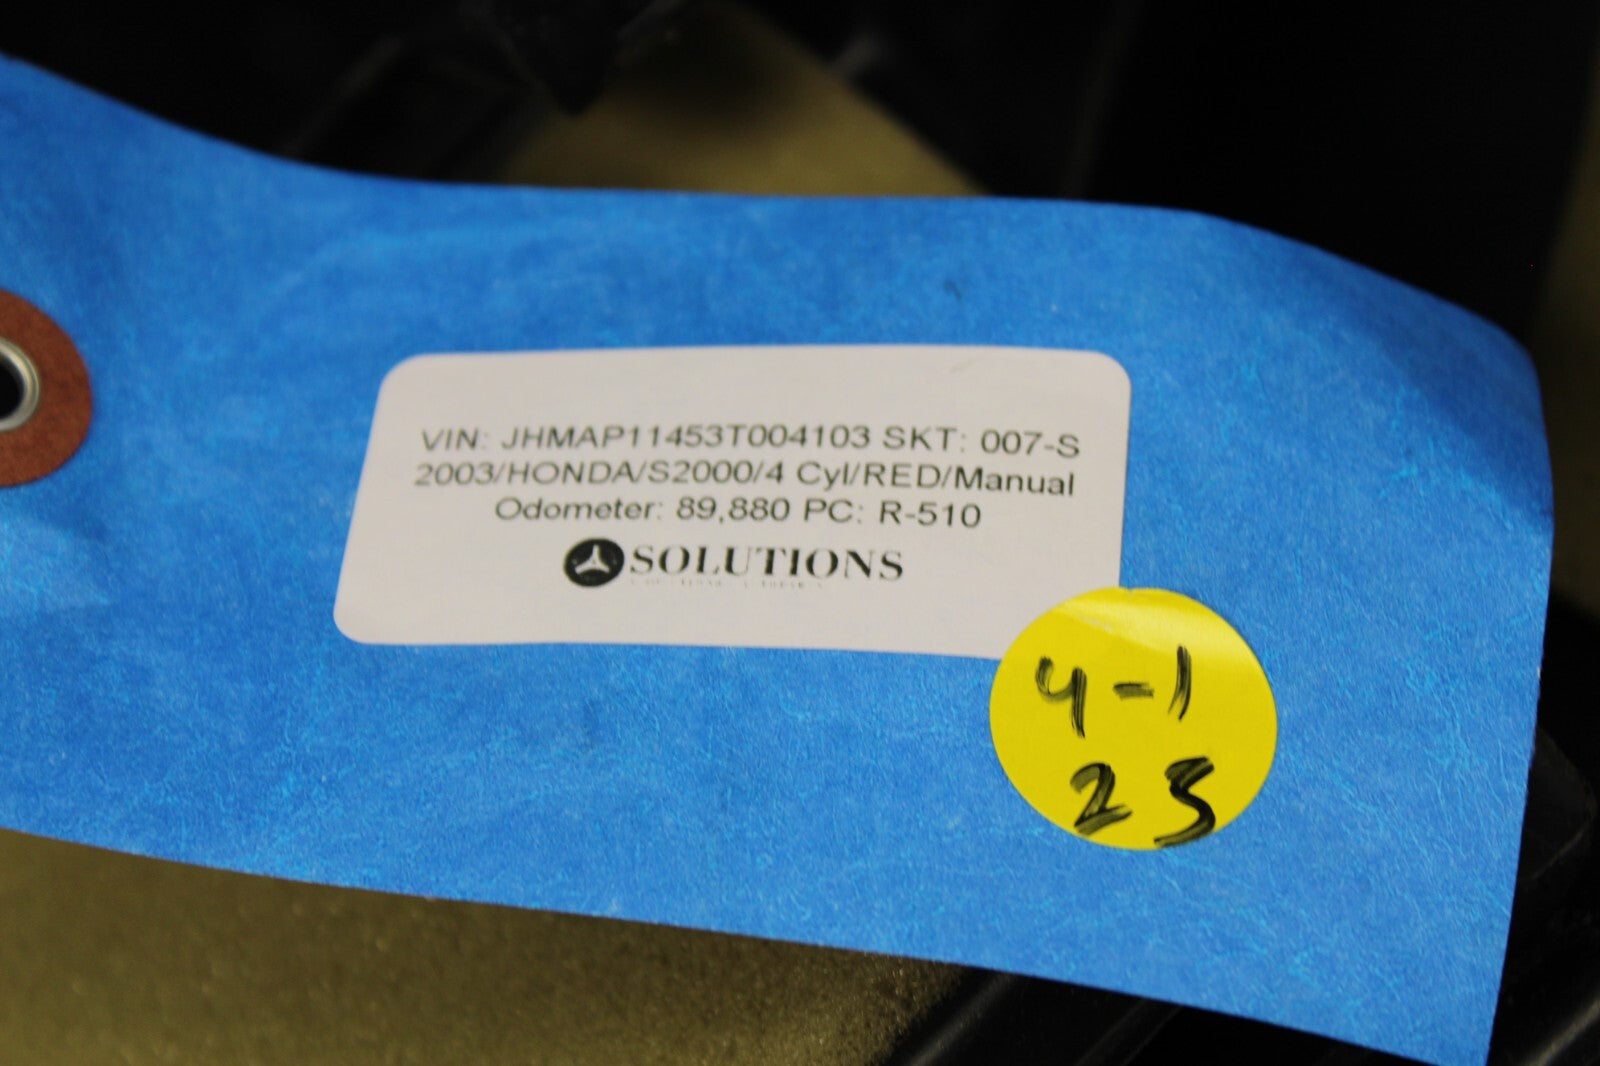 VIN: JHMAP11453T004103 SKT: 007-S
2003/HONDA/S2000/4 Cyl/RED/Manual
Odometer: 89,880 PC: R-510
SOLUTIONS
4-1
23